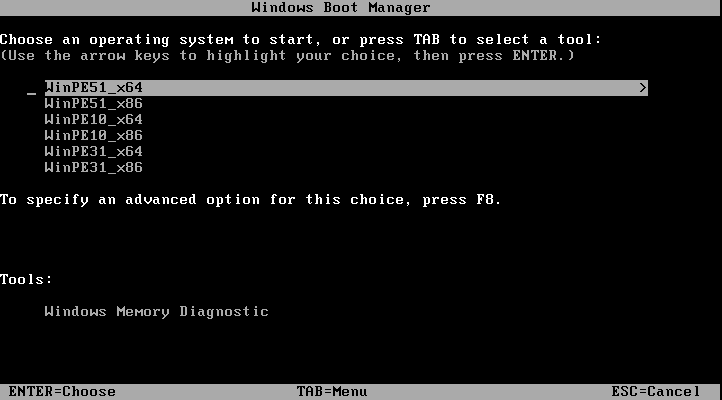 Windows Boot Manager
Choose an operating system to start, or press TAB to select a tool:
(Use the arrow keys to highlight your choice, then press ENTER.)
_ WinPE51_x64 >
WinPE51_x86
WinPE10_x64
WinPE10_x86
WinPE31_x64
WinPE31_x86
To specify an advanced option for this choice, press F8.
Tools:
Windows Memory Diagnostic
ENTER=Choose TAB=Menu ESC=Cancel